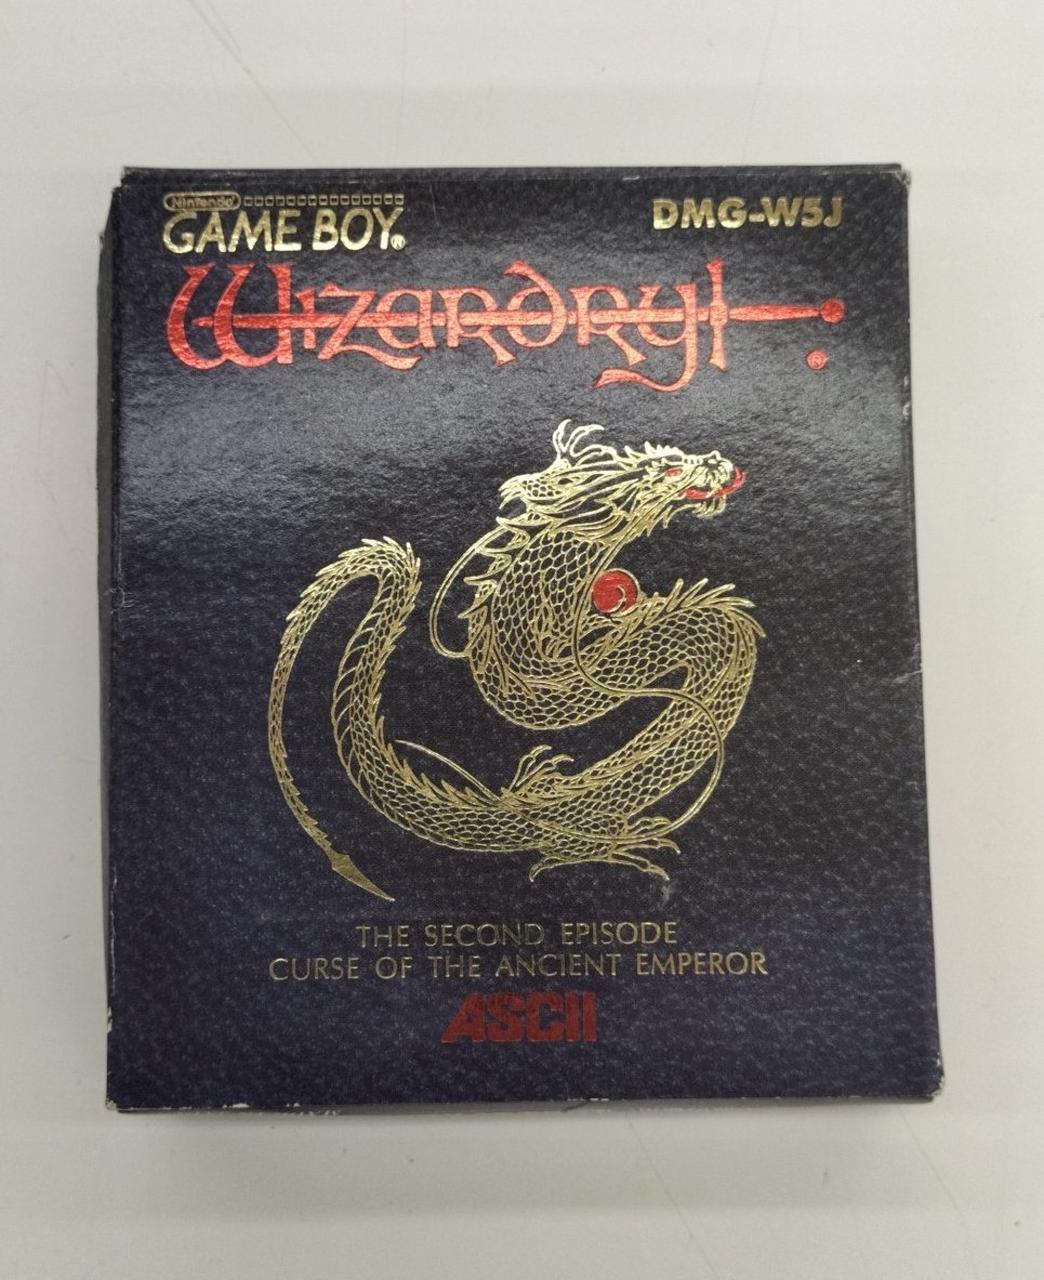 Nintendo
GAME BOY®
DMG-W5J
Wizardry®
THE SECOND EPISODE
CURSE OF THE ANCIENT EMPEROR
ASCII